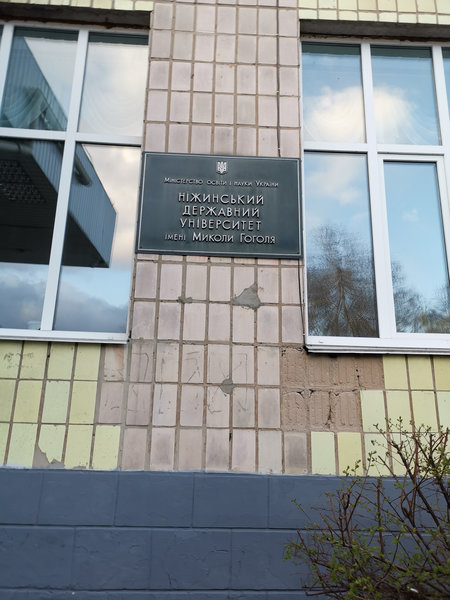 Міністерство освіти і науки України
НІЖИНСЬКИЙ
ДЕРЖАВНИЙ
УНІВЕРСИТЕТ
імені Миколи Гоголя